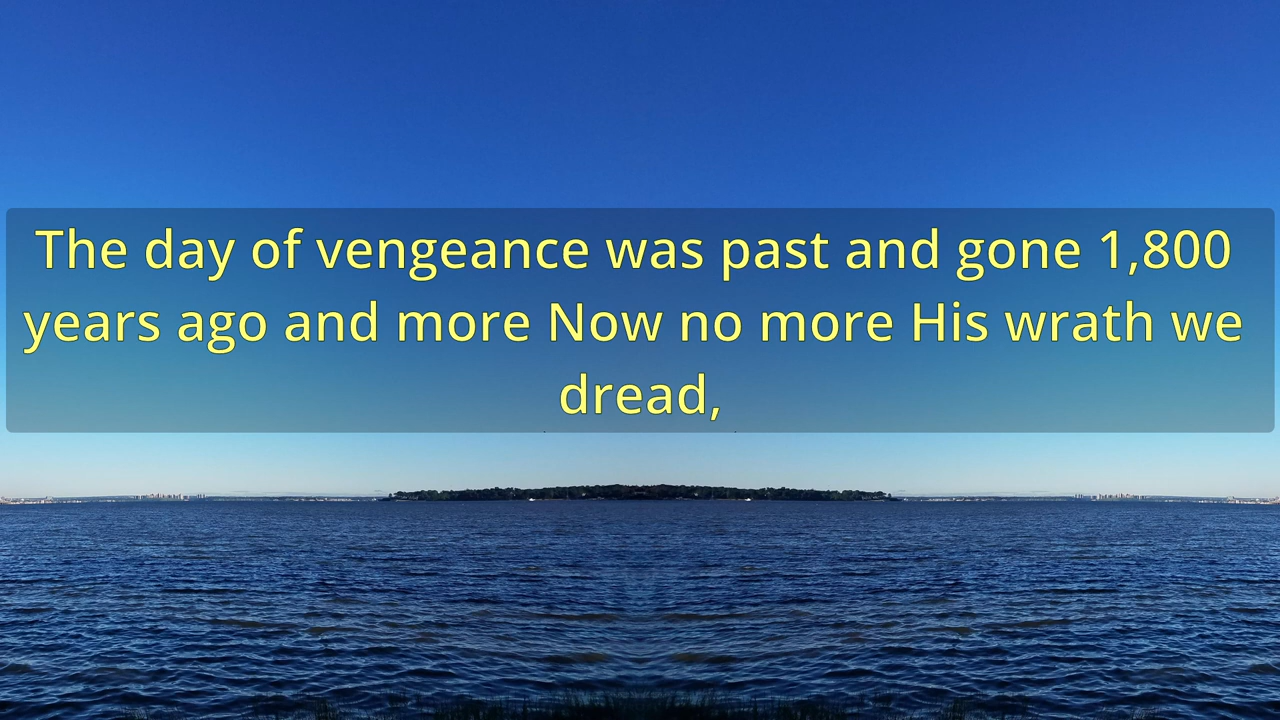 The day of vengeance was past and gone 1,800
years ago and more Now no more His wrath we
dread,